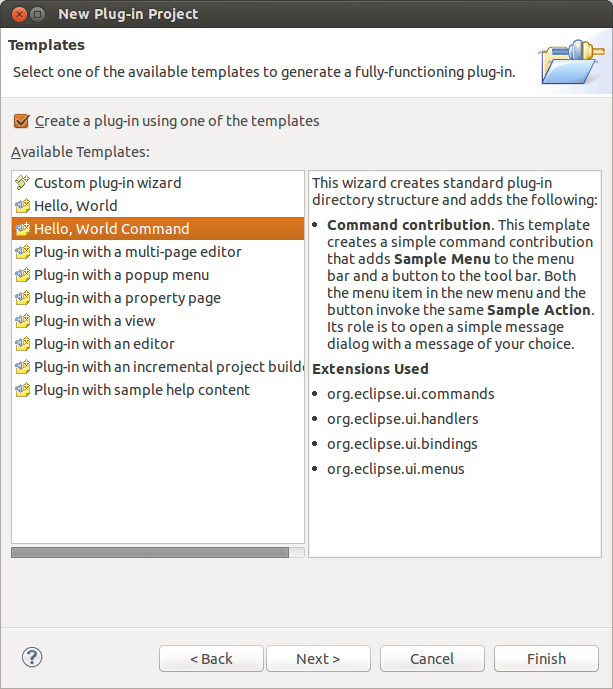 New Plug-in Project
Templates
Select one of the available templates to generate a fully-functioning plug-in.
Create a plug-in using one of the templates
Available Templates:
Custom plug-in wizard
Hello, World
Hello, World Command
Plug-in with a multi-page editor
Plug-in with a popup menu
Plug-in with a property page
Plug-in with a view
Plug-in with an editor
Plug-in with an incremental project builde
Plug-in with sample help content
This wizard creates standard plug-in
directory structure and adds the following:
• Command contribution. This template
creates a simple command contribution
that adds Sample Menu to the menu
bar and a button to the tool bar. Both
the menu item in the new menu and the
button invoke the same Sample Action.
Its role is to open a simple message
dialog with a message of your choice.
Extensions Used
• org.eclipse.ui.commands
• org.eclipse.ui.handlers
• org.eclipse.ui.bindings
• org.eclipse.ui.menus
?
< Back
Next >
Cancel
Finish